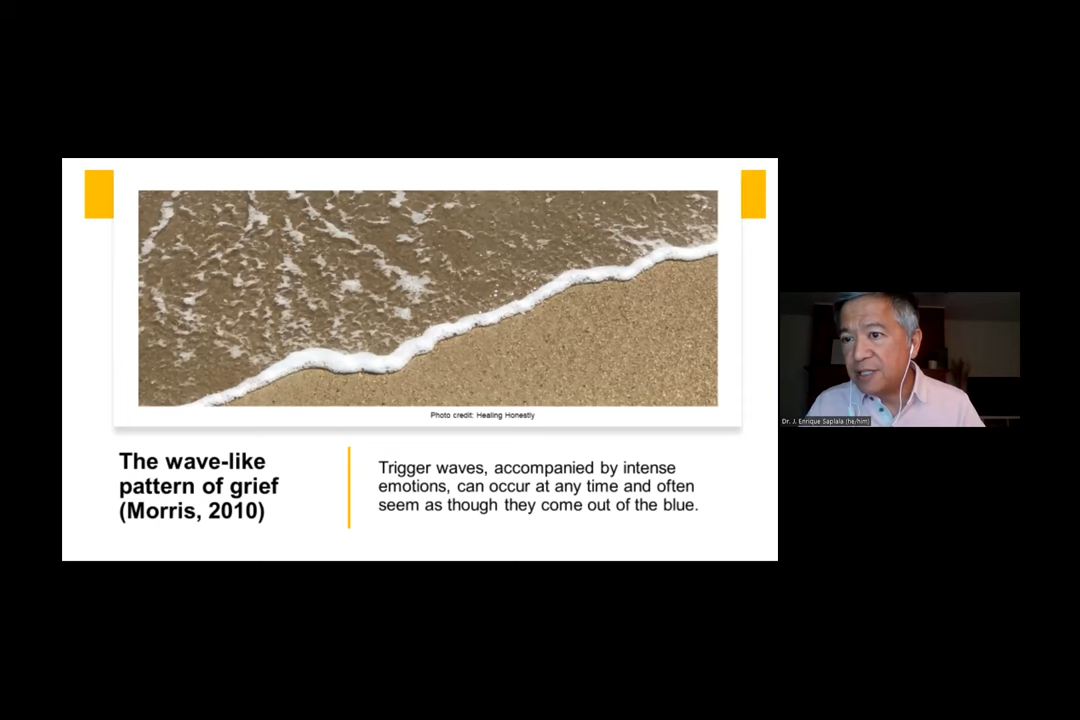 Photo credit: Healing Honestly
The wave-like
pattern of grief
(Morris, 2010)
Trigger waves, accompanied by intense
emotions, can occur at any time and often
seem as though they come out of the blue.
Dr. J. Enrique Saplala (he/him)